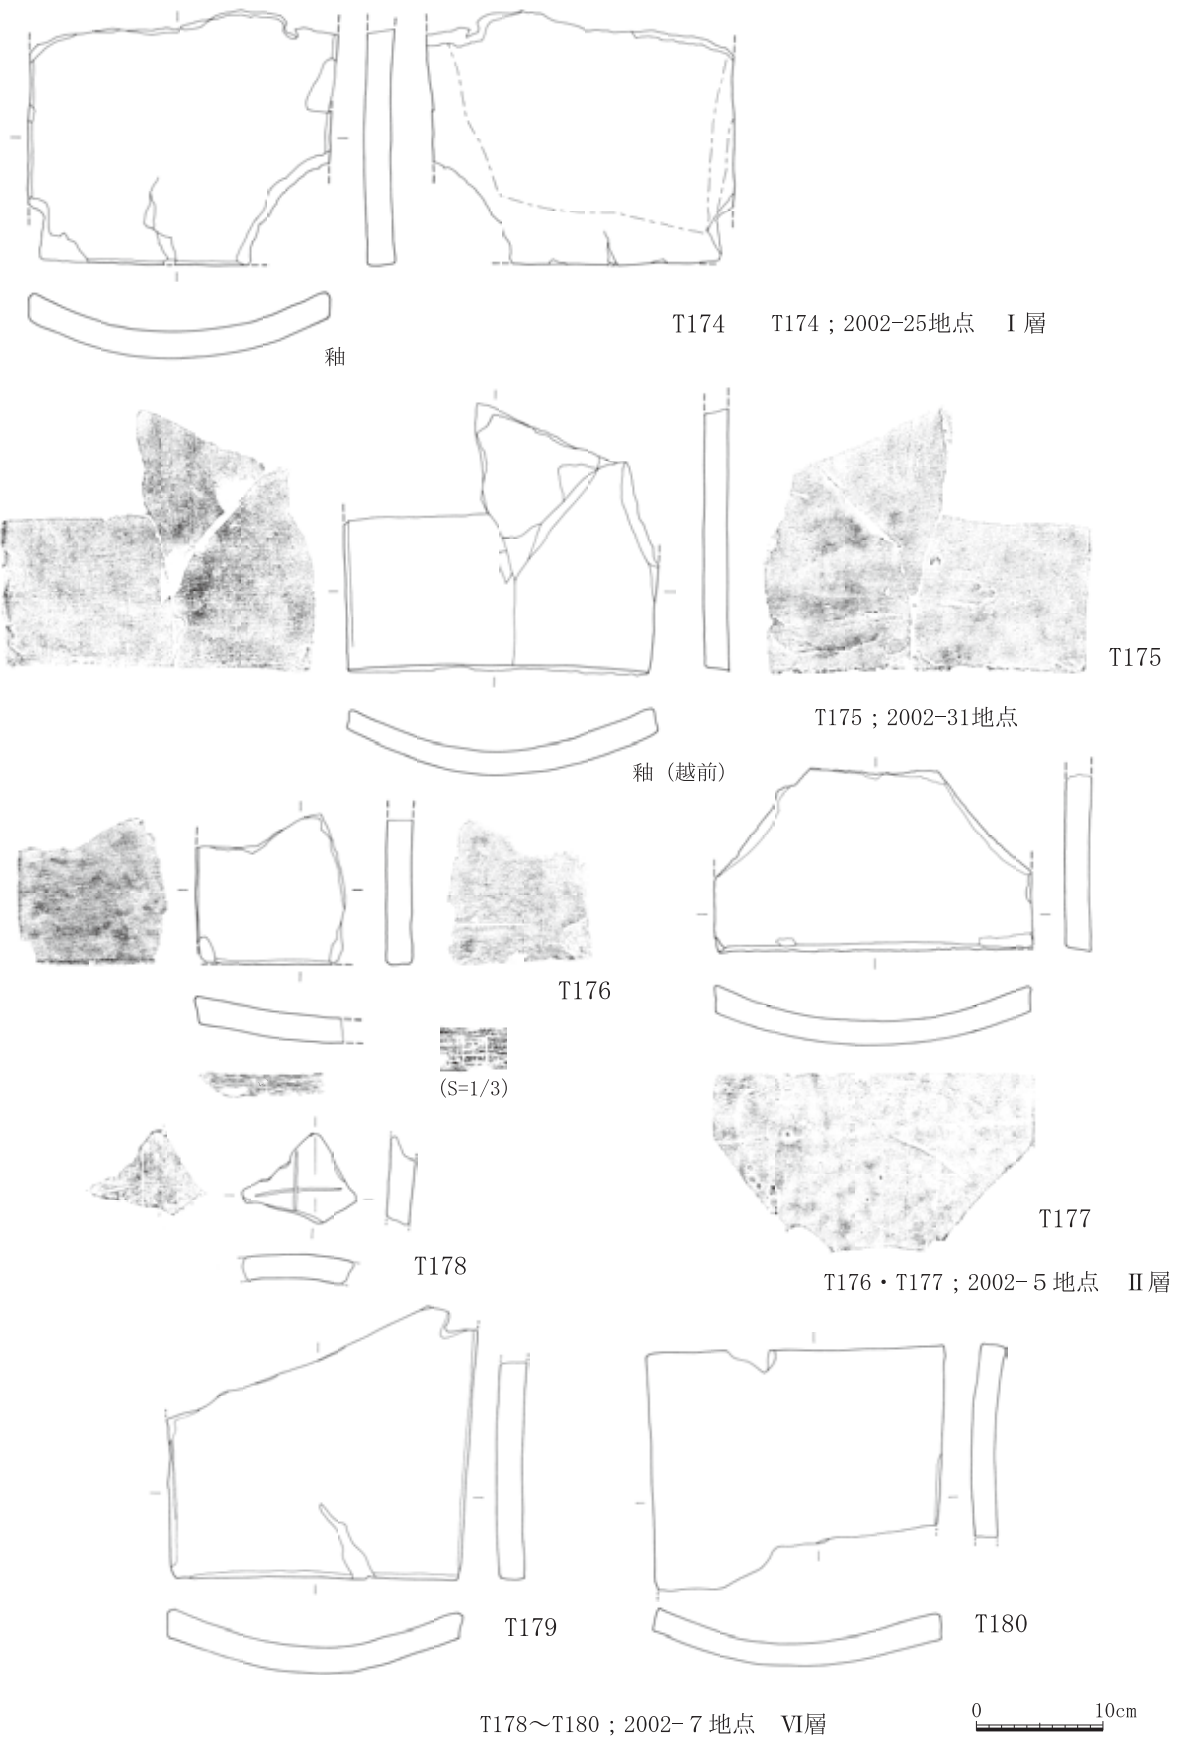 T174 T174；2002-25地点　Ⅰ層
釉
T175
T175；2002-31地点
釉（越前）
T176
(S=1/3)
T177
T178
T176・T177；2002-５地点　Ⅱ層
T179
T180
T178～T180；2002-７地点　Ⅵ層
0 10cm